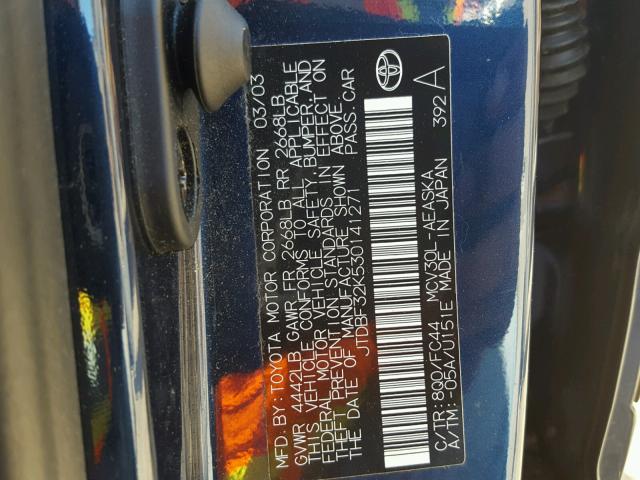 MFD. BY: TOYOTA MOTOR CORPORATION 03/03
GVWR 4442LB GAWR FR 2668LB RR 2668LB
THIS VEHICLE CONFORMS TO ALL APPLICABLE
FEDERAL MOTOR VEHICLE SAFETY, BUMPER, AND
THEFT PREVENTION STANDARDS IN EFFECT ON
THE DATE OF MANUFACTURE SHOWN ABOVE.
JTDBF32K530141271 PASS. CAR
C/TR: 8Q0/FC44 MCV30L-AEASKA 392 A
A/TM: -05A/U151E MADE IN JAPAN